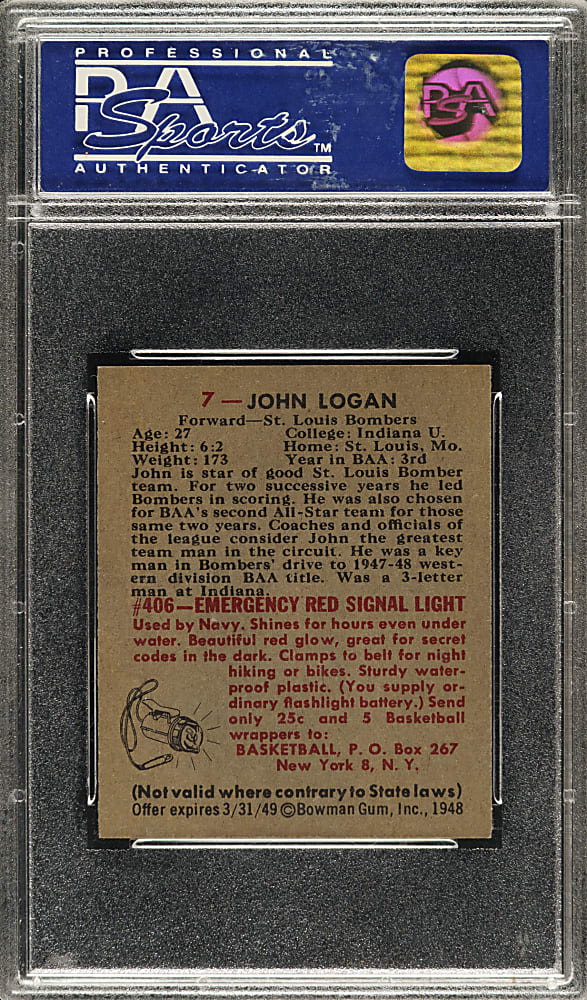 PROFESSIONAL
PSA
Sports™
AUTHENTICATOR
PSA
7—JOHN LOGAN
Forward—St. Louis Bombers
Age: 27 College: Indiana U.
Height: 6:2 Home: St. Louis, Mo.
Weight: 173 Year in BAA: 3rd
John is star of good St. Louis Bomber
team. For two successive years he led
Bombers in scoring. He was also chosen
for BAA's second All-Star team for those
same two years. Coaches and officials of
the league consider John the greatest
team man in the circuit. He was a key
man in Bombers' drive to 1947-48 west-
ern division BAA title. Was a 3-letter
man at Indiana.
#406—EMERGENCY RED SIGNAL LIGHT
Used by Navy. Shines for hours even under
water. Beautiful red glow, great for secret
codes in the dark. Clamps to belt for night
hiking or bikes. Sturdy water-
proof plastic. (You supply or-
dinary flashlight battery.) Send
only 25c and 5 Basketball
wrappers to:
BASKETBALL, P. O. Box 267
New York 8, N. Y.
(Not valid where contrary to State laws)
Offer expires 3/31/49 ©Bowman Gum, Inc., 1948